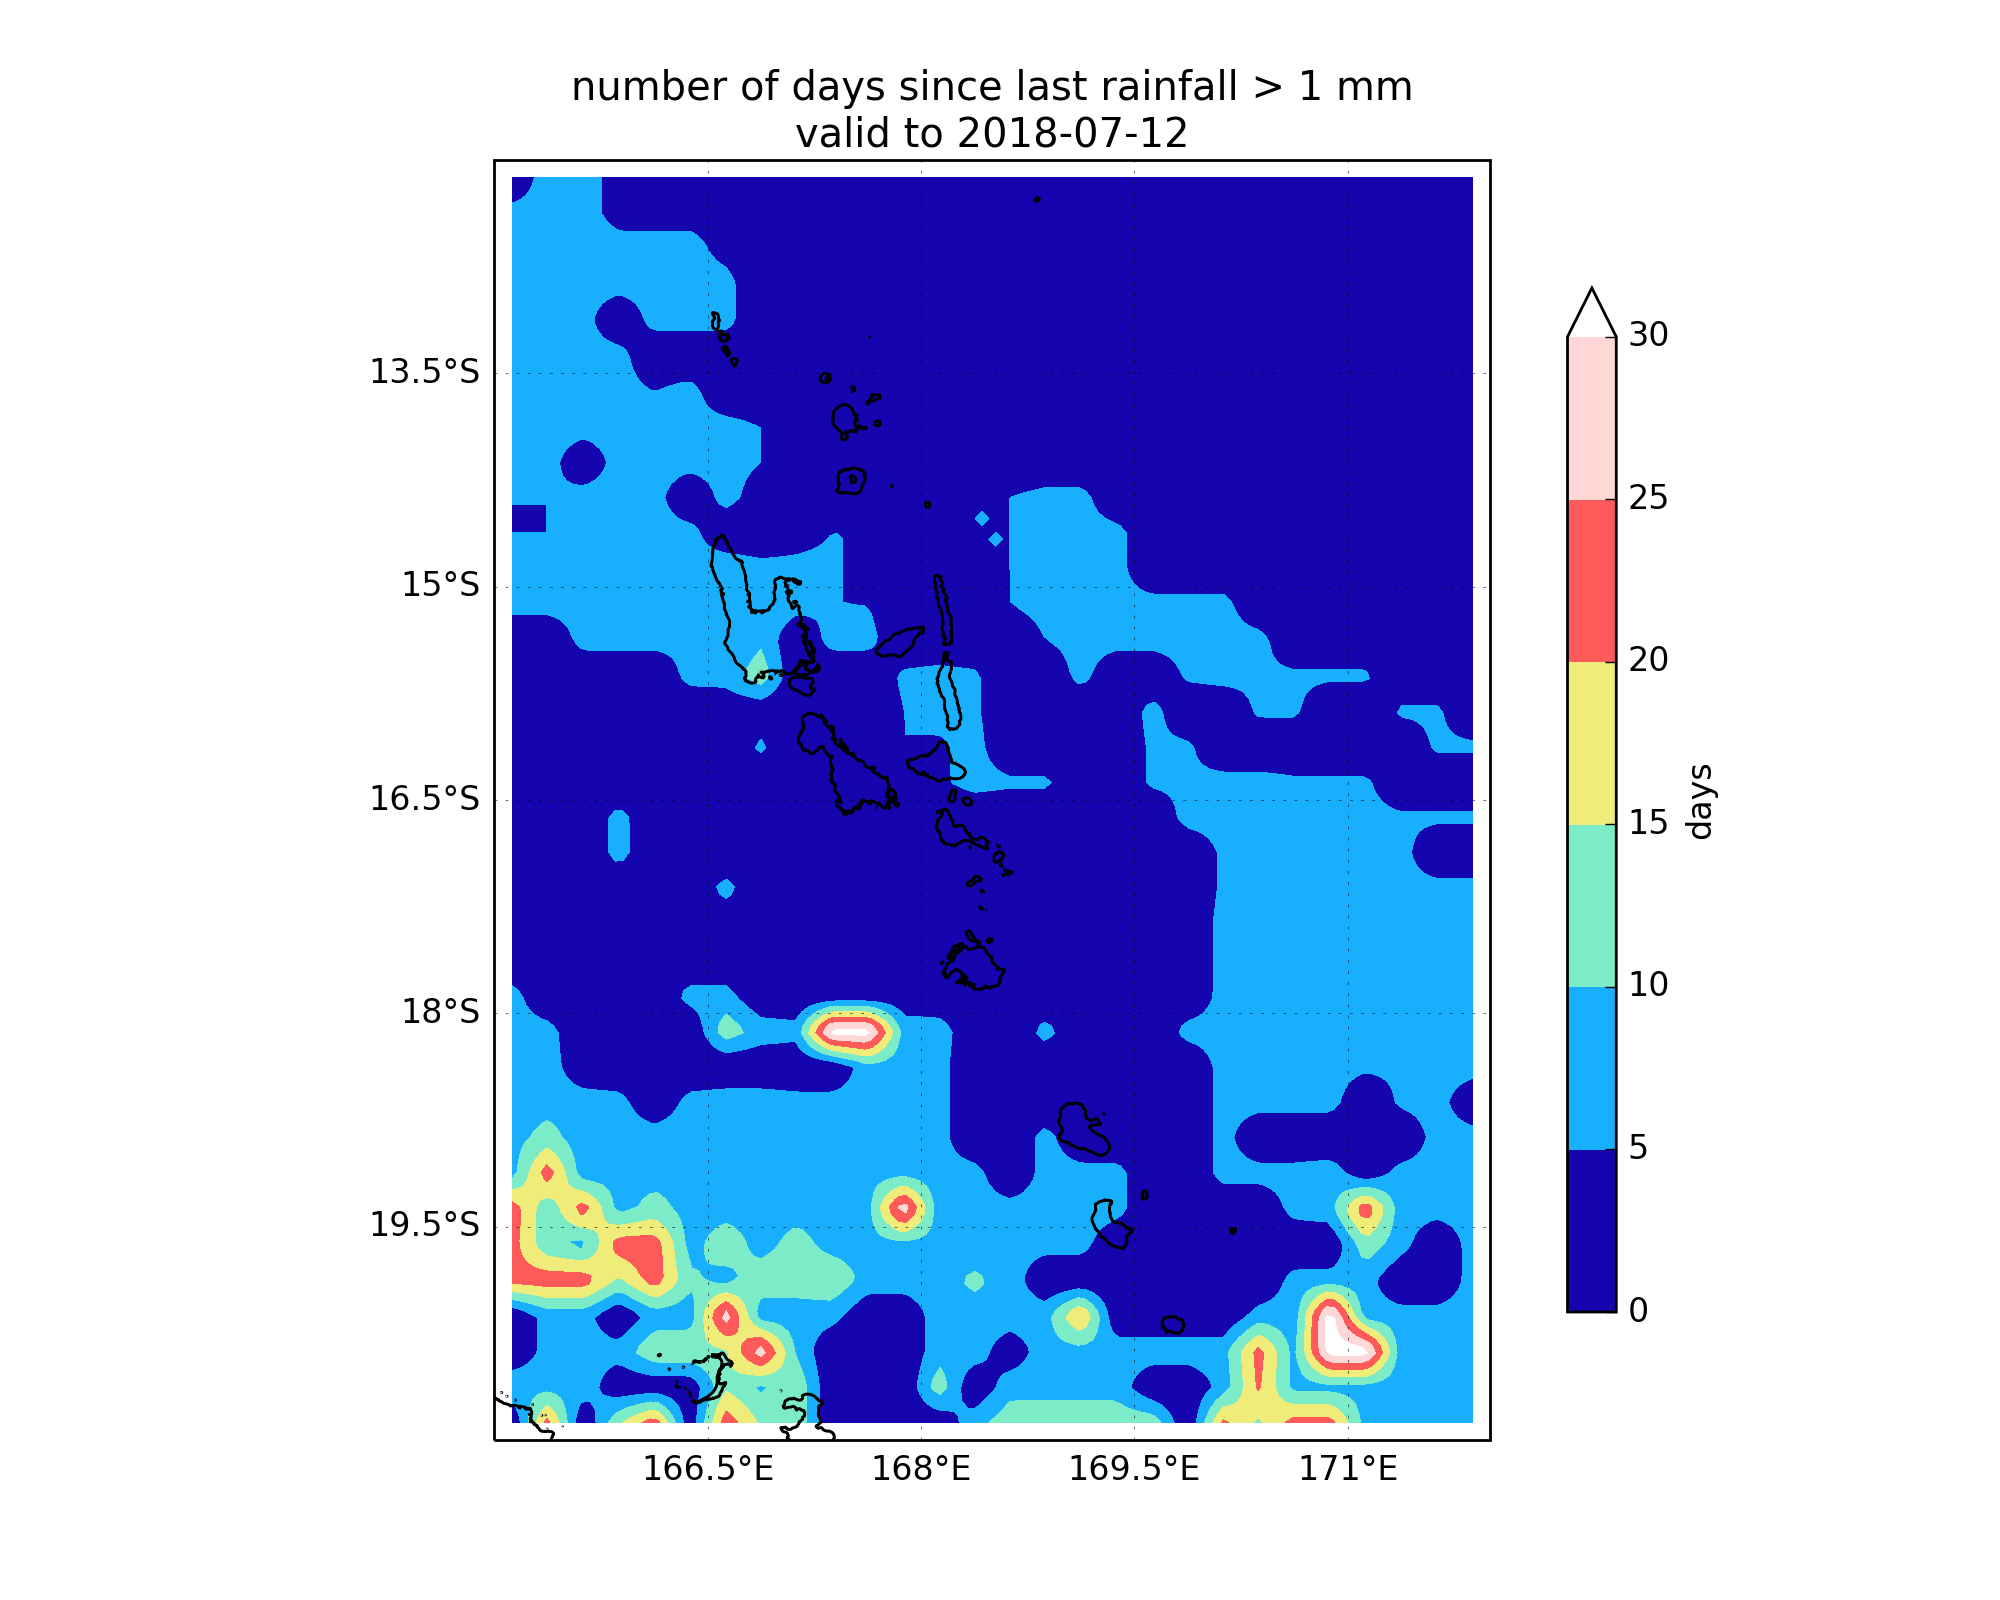 number of days since last rainfall > 1 mm
valid to 2018-07-12
13.5°S
15°S
16.5°S
18°S
19.5°S
166.5°E
168°E
169.5°E
171°E
30
25
20
15
10
5
0
days